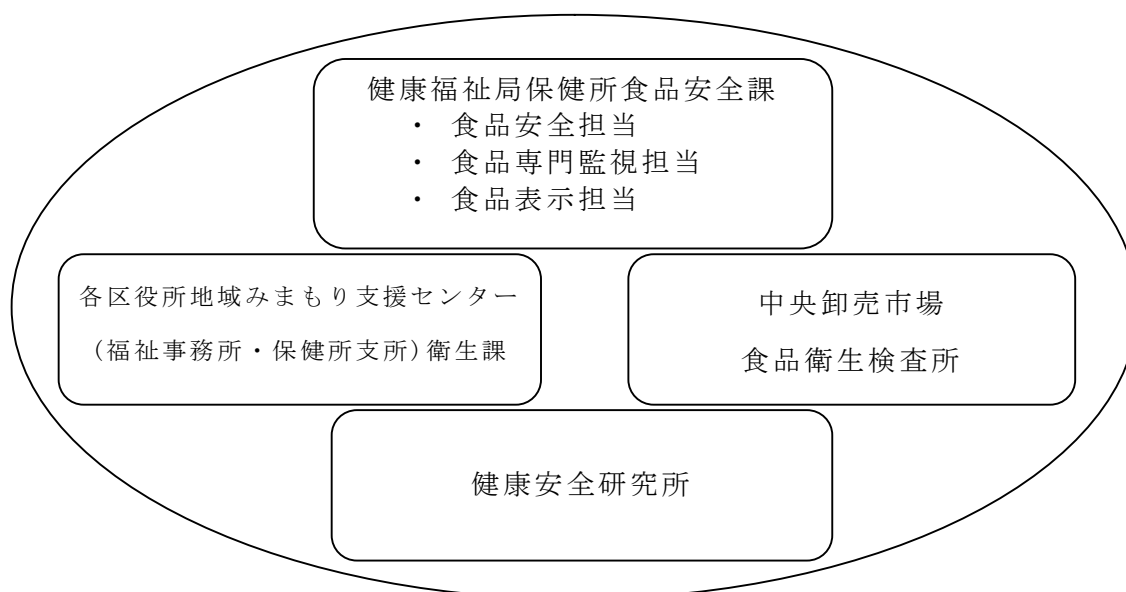 健康福祉局保健所食品安全課
・ 食品安全担当
・ 食品専門監視担当
・ 食品表示担当
各区役所地域みまもり支援センター
(福祉事務所・保健所支所)衛生課
中央卸売市場
食品衛生検査所
健康安全研究所